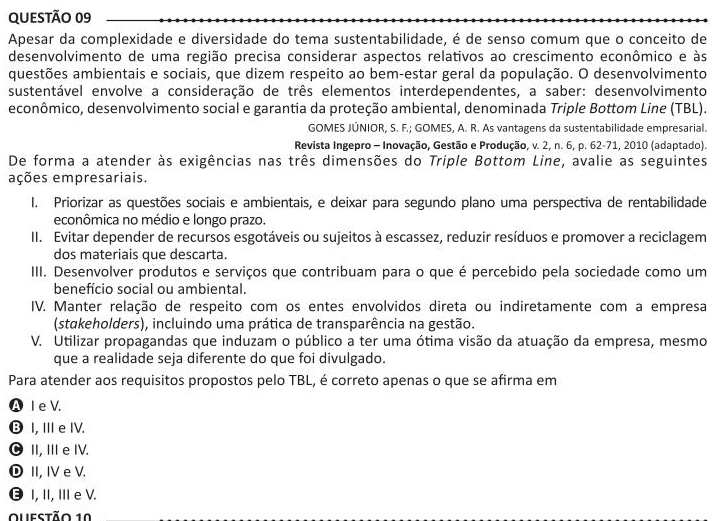 QUESTÃO 09
Apesar da complexidade e diversidade do tema sustentabilidade, é de senso comum que o conceito de
desenvolvimento de uma região precisa considerar aspectos relativos ao crescimento econômico e às
questões ambientais e sociais, que dizem respeito ao bem-estar geral da população. O desenvolvimento
sustentável envolve a consideração de três elementos interdependentes, a saber: desenvolvimento
econômico, desenvolvimento social e garantia da proteção ambiental, denominada Triple Bottom Line (TBL).
GOMES JÚNIOR, S. F.; GOMES, A. R. As vantagens da sustentabilidade empresarial.
Revista Ingepro – Inovação, Gestão e Produção, v. 2, n. 6, p. 62-71, 2010 (adaptado).
De forma a atender às exigências nas três dimensões do Triple Bottom Line, avalie as seguintes
ações empresariais.
I. Priorizar as questões sociais e ambientais, e deixar para segundo plano uma perspectiva de rentabilidade
econômica no médio e longo prazo.
II. Evitar depender de recursos esgotáveis ou sujeitos à escassez, reduzir resíduos e promover a reciclagem
dos materiais que descarta.
III. Desenvolver produtos e serviços que contribuam para o que é percebido pela sociedade como um
benefício social ou ambiental.
IV. Manter relação de respeito com os entes envolvidos direta ou indiretamente com a empresa
(stakeholders), incluindo uma prática de transparência na gestão.
V. Utilizar propagandas que induzam o público a ter uma ótima visão da atuação da empresa, mesmo
que a realidade seja diferente do que foi divulgado.
Para atender aos requisitos propostos pelo TBL, é correto apenas o que se afirma em
A I e V.
B I, III e IV.
C II, III e IV.
D II, IV e V.
E I, II, III e V.
QUESTÃO 10